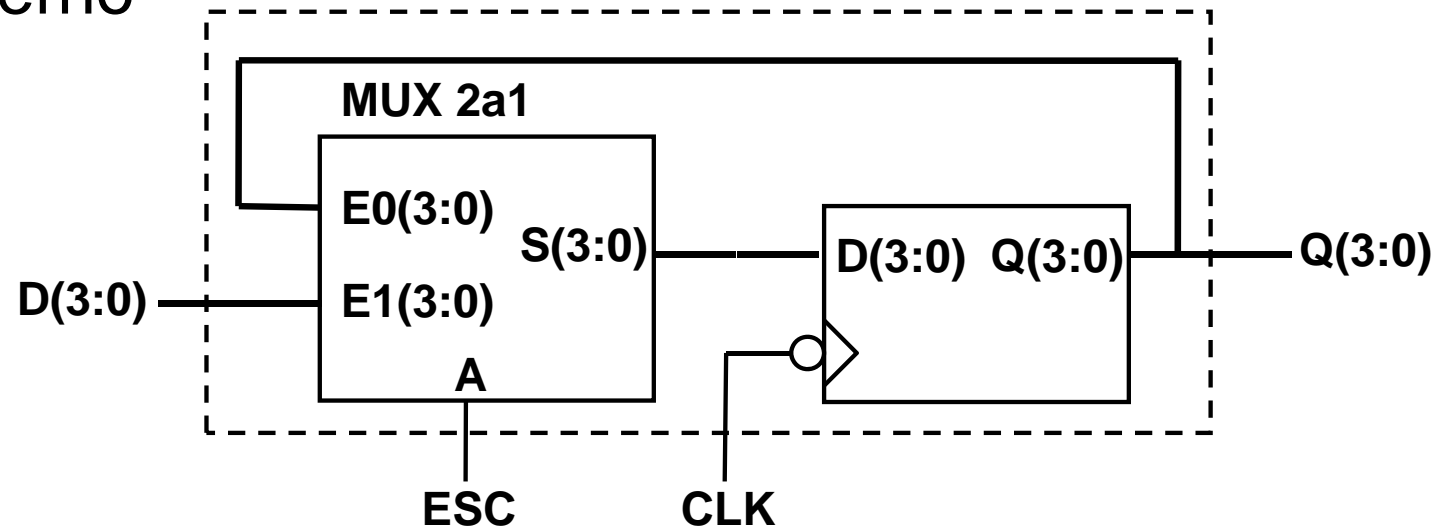 MUX 2a1
E0(3:0)
S(3:0)
D(3:0) Q(3:0)
Q(3:0)
D(3:0)
E1(3:0)
A
ESC
CLK